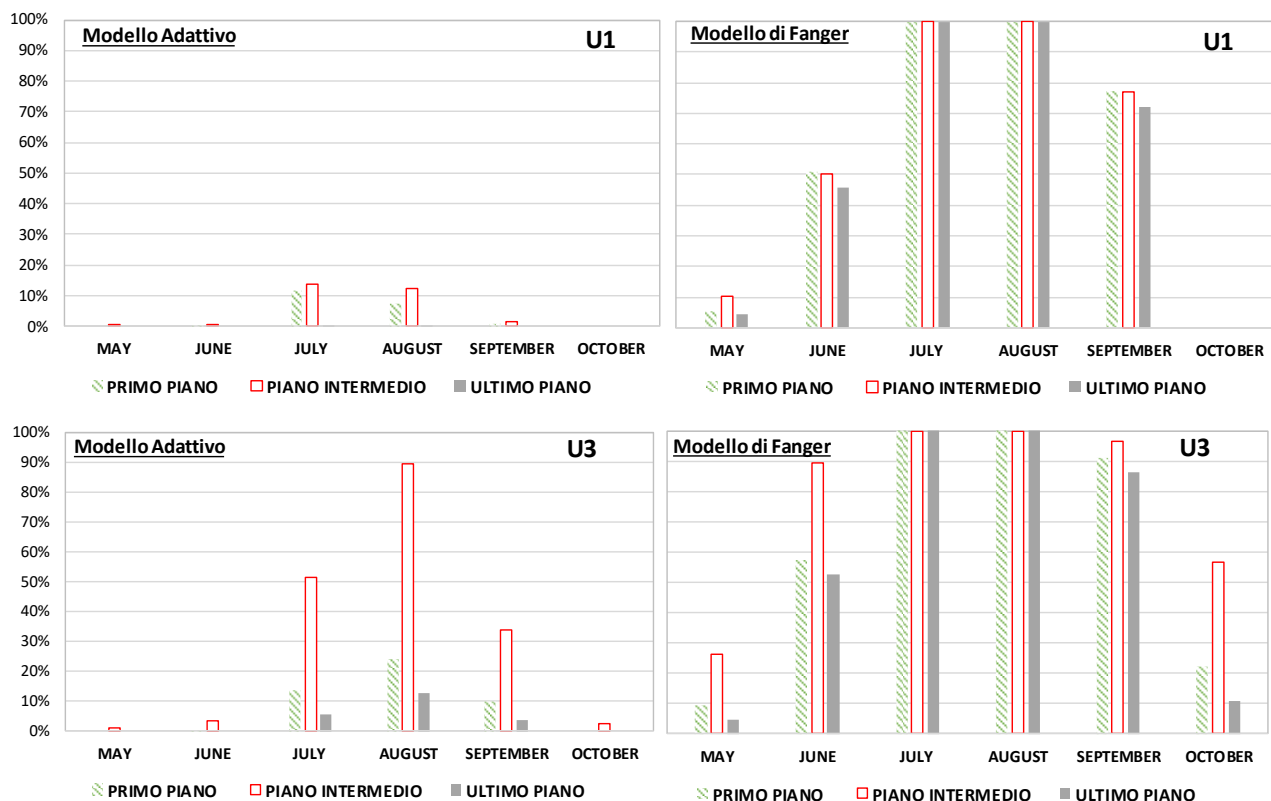 Modello Adattivo U1
100%
90%
80%
70%
60%
50%
40%
30%
20%
10%
0%
MAY JUNE JULY AUGUST SEPTEMBER OCTOBER
PRIMO PIANO PIANO INTERMEDIO ULTIMO PIANO
Modello di Fanger U1
MAY JUNE JULY AUGUST SEPTEMBER OCTOBER
PRIMO PIANO PIANO INTERMEDIO ULTIMO PIANO
Modello Adattivo U3
100%
90%
80%
70%
60%
50%
40%
30%
20%
10%
0%
MAY JUNE JULY AUGUST SEPTEMBER OCTOBER
PRIMO PIANO PIANO INTERMEDIO ULTIMO PIANO
Modello di Fanger U3
MAY JUNE JULY AUGUST SEPTEMBER OCTOBER
PRIMO PIANO PIANO INTERMEDIO ULTIMO PIANO